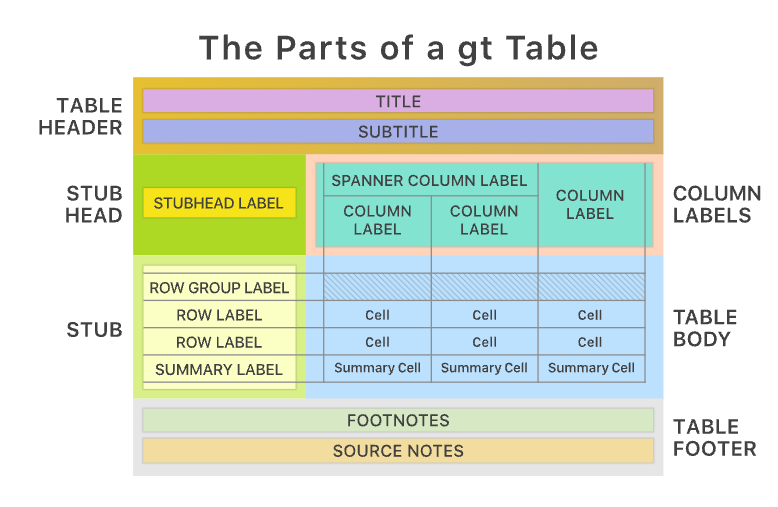 The Parts of a gt Table
TABLE
HEADER
TITLE
SUBTITLE
STUB
HEAD
STUBHEAD LABEL
SPANNER COLUMN LABEL
COLUMN
LABEL
COLUMN
LABEL
COLUMN
LABEL
COLUMN
LABELS
STUB
ROW GROUP LABEL
ROW LABEL Cell Cell Cell
ROW LABEL Cell Cell Cell
SUMMARY LABEL Summary Cell Summary Cell Summary Cell
TABLE
BODY
FOOTNOTES
SOURCE NOTES
TABLE
FOOTER